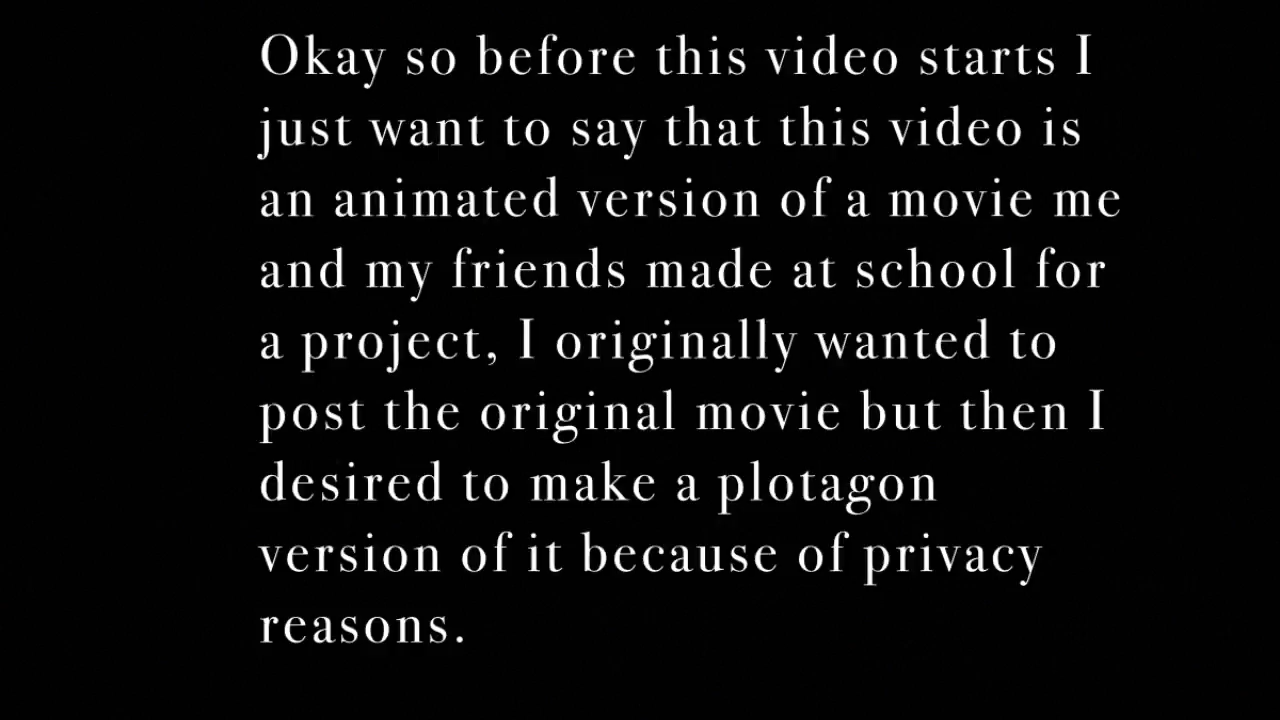 Okay so before this video starts I
just want to say that this video is
an animated version of a movie me
and my friends made at school for
a project, I originally wanted to
post the original movie but then I
desired to make a plotagon
version of it because of privacy
reasons.